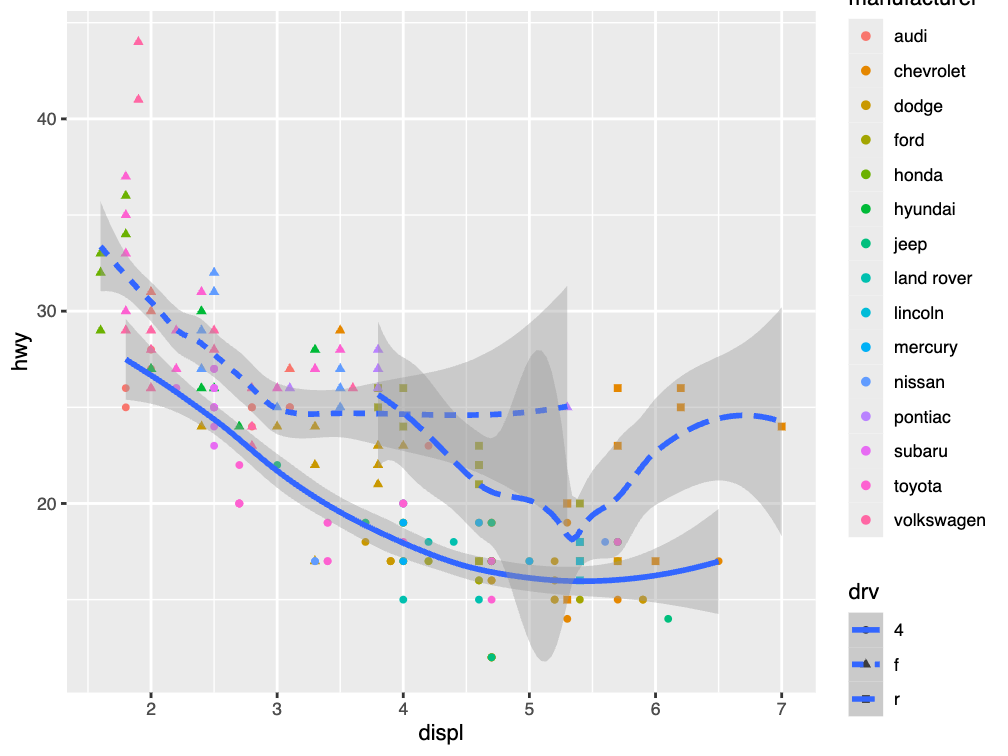 manufacturer
audi
chevrolet
dodge
ford
honda
hyundai
jeep
land rover
lincoln
mercury
nissan
pontiac
subaru
toyota
volkswagen
drv
4
f
r
hwy
40
30
20
2 3 4 5 6 7
displ